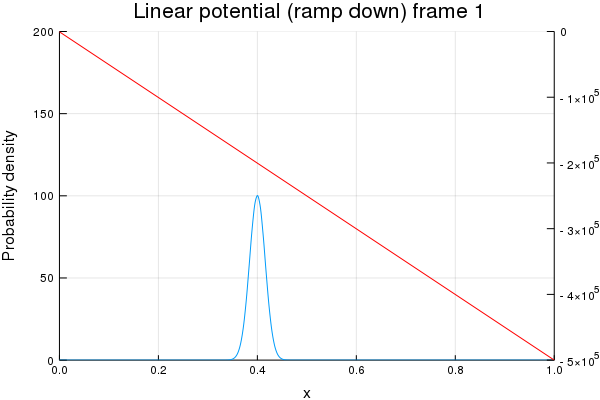 Linear potential (ramp down) frame 1
200
150
100
50
0
Probability density
0.0 0.2 0.4 0.6 0.8 1.0
x
0
- 1×10⁵
- 2×10⁵
- 3×10⁵
- 4×10⁵
- 5×10⁵